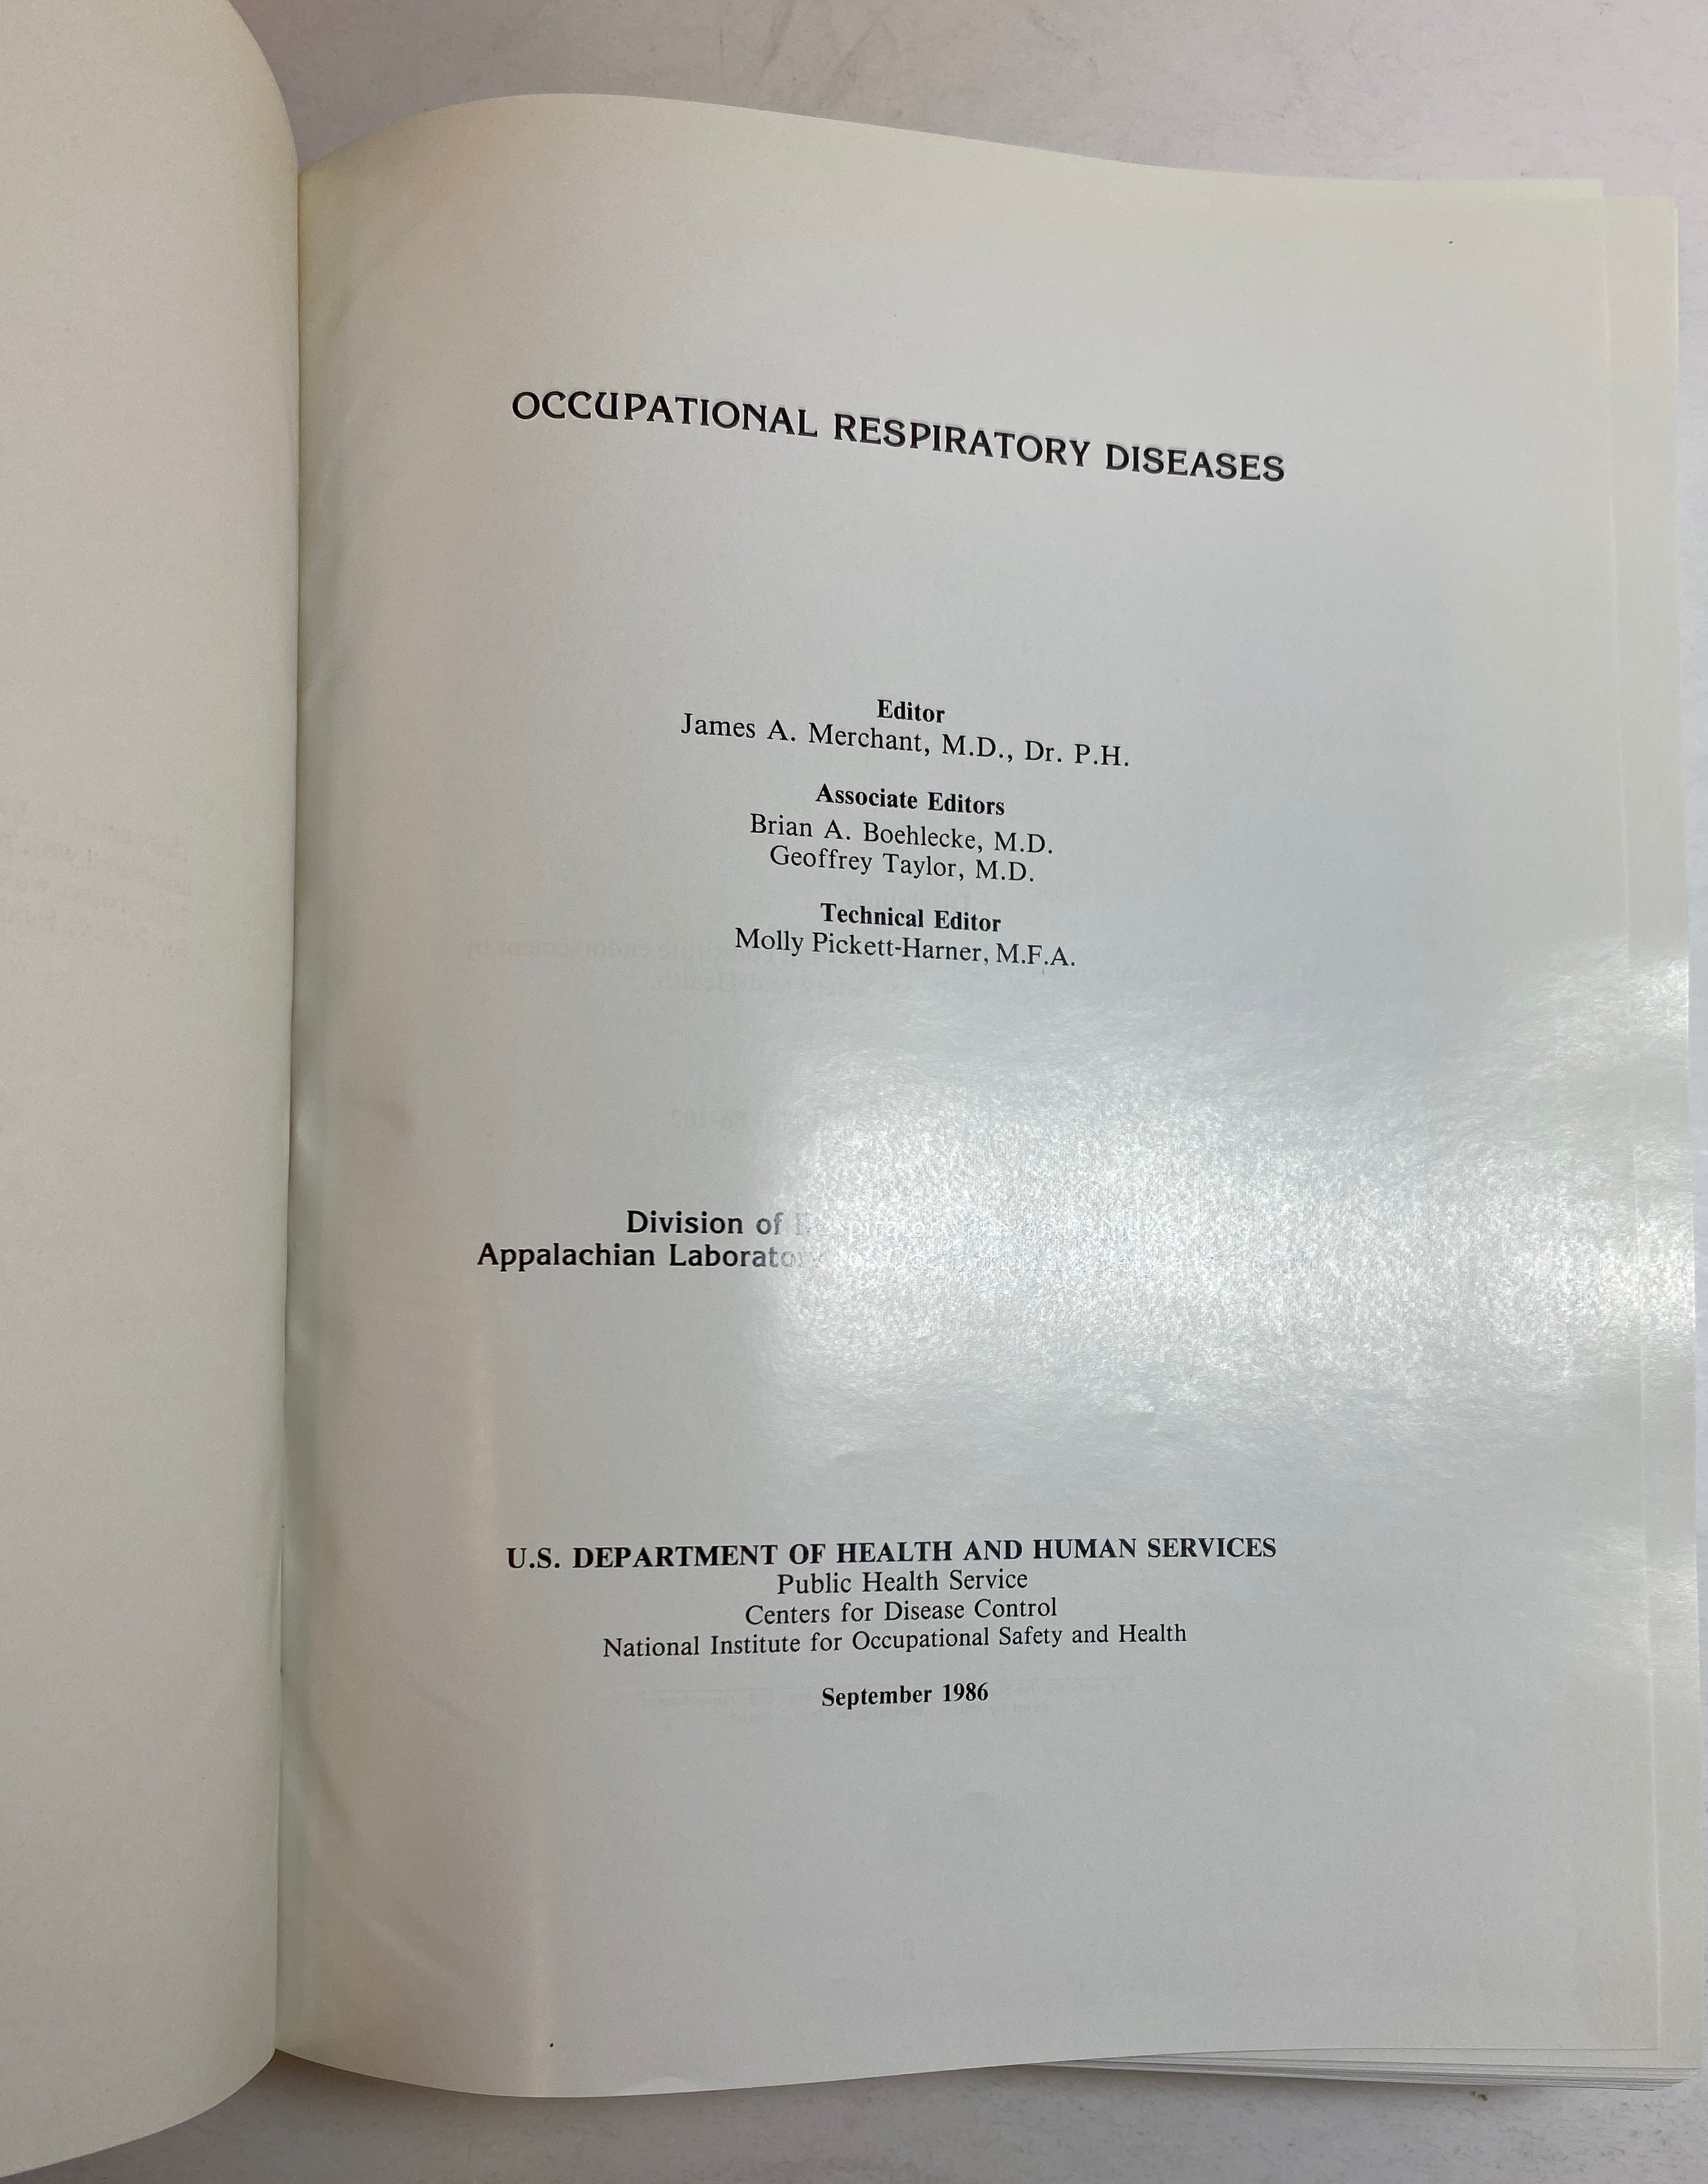 OCCUPATIONAL RESPIRATORY DISEASES
Editor
James A. Merchant, M.D., Dr. P.H.
Associate Editors
Brian A. Boehlecke, M.D.
Geoffrey Taylor, M.D.
Technical Editor
Molly Pickett-Harner, M.F.A.
Division of
Appalachian Laboratory
U.S. DEPARTMENT OF HEALTH AND HUMAN SERVICES
Public Health Service
Centers for Disease Control
National Institute for Occupational Safety and Health
September 1986